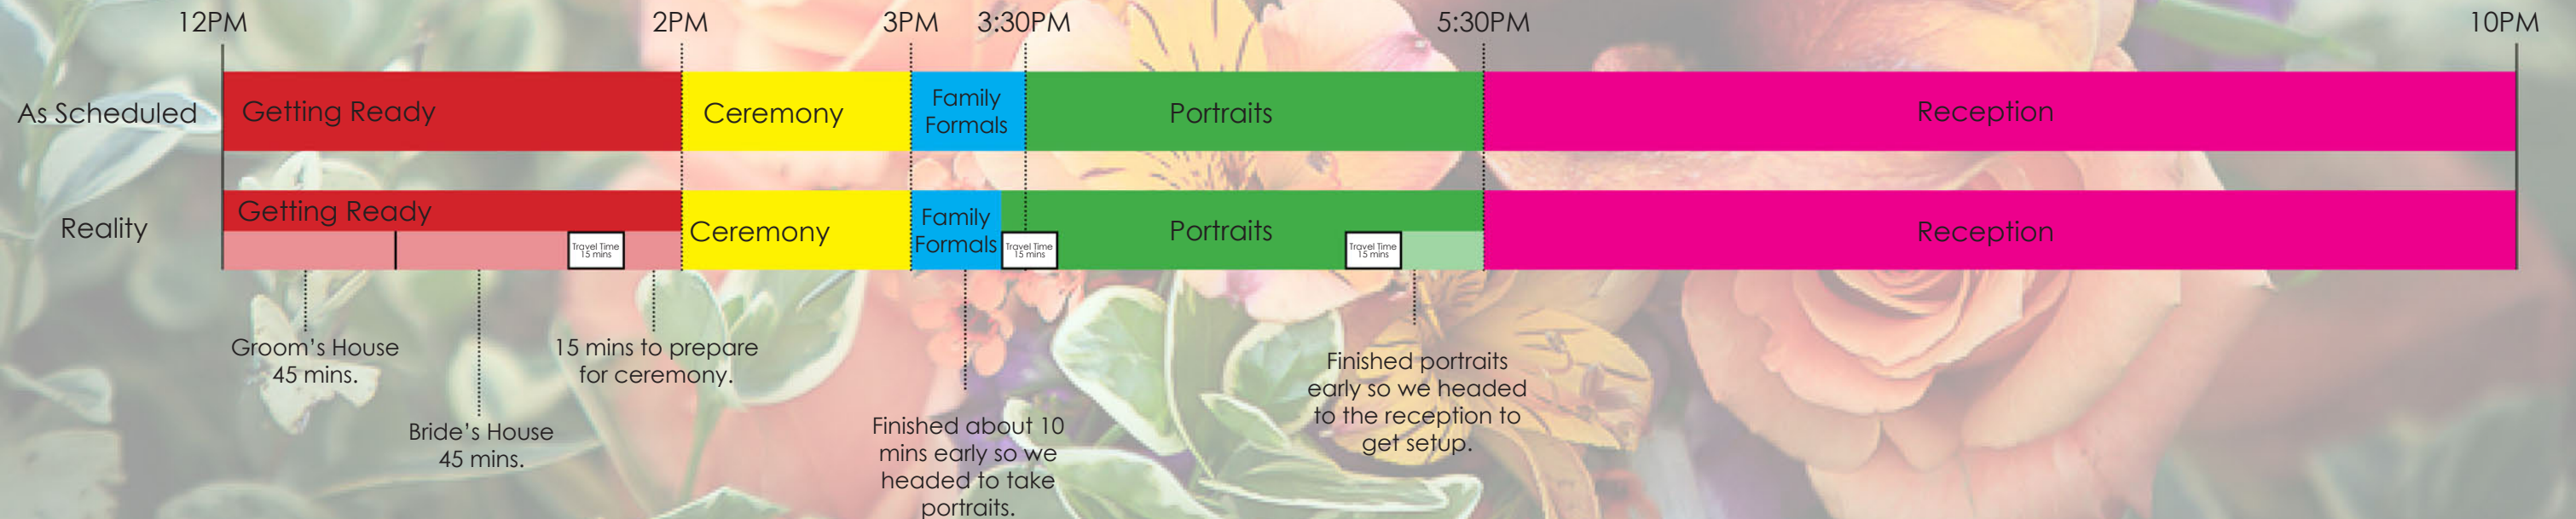 12PM
2PM
3PM
3:30PM
5:30PM
10PM
As Scheduled
Getting Ready
Ceremony
Family
Formals
Portraits
Reception
Reality
Getting Ready
Travel Time
15 mins
Ceremony
Family
Formals
Travel Time
15 mins
Portraits
Travel Time
15 mins
Reception
Groom's House
45 mins.
Bride's House
45 mins.
15 mins to prepare
for ceremony.
Finished about 10
mins early so we
headed to take
portraits.
Finished portraits
early so we headed
to the reception to
get setup.